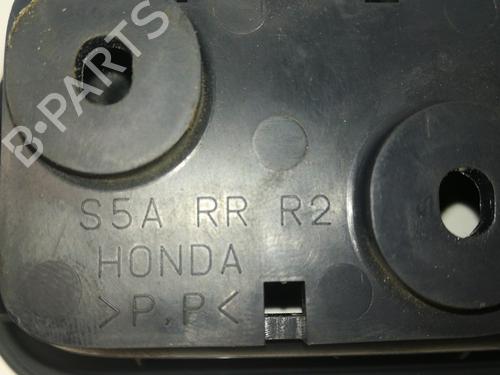 B·PARTS
S5A RR R2
HONDA
>P,P<